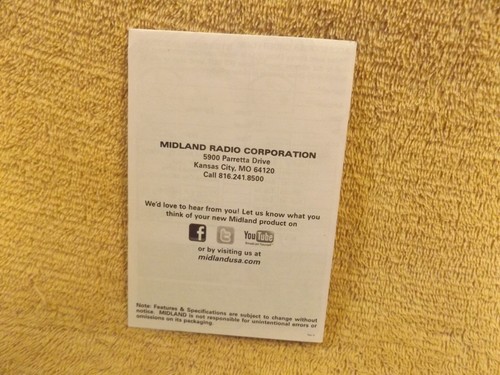 MIDLAND RADIO CORPORATION
5900 Parretta Drive
Kansas City, MO 64120
Call 816.241.8500
We'd love to hear from you! Let us know what you
think of your new Midland product on
f t YouTube
or by visiting us at
midlandusa.com
Note: Features & Specifications are subject to change without
notice. MIDLAND is not responsible for unintentional errors or
omissions on its packaging.